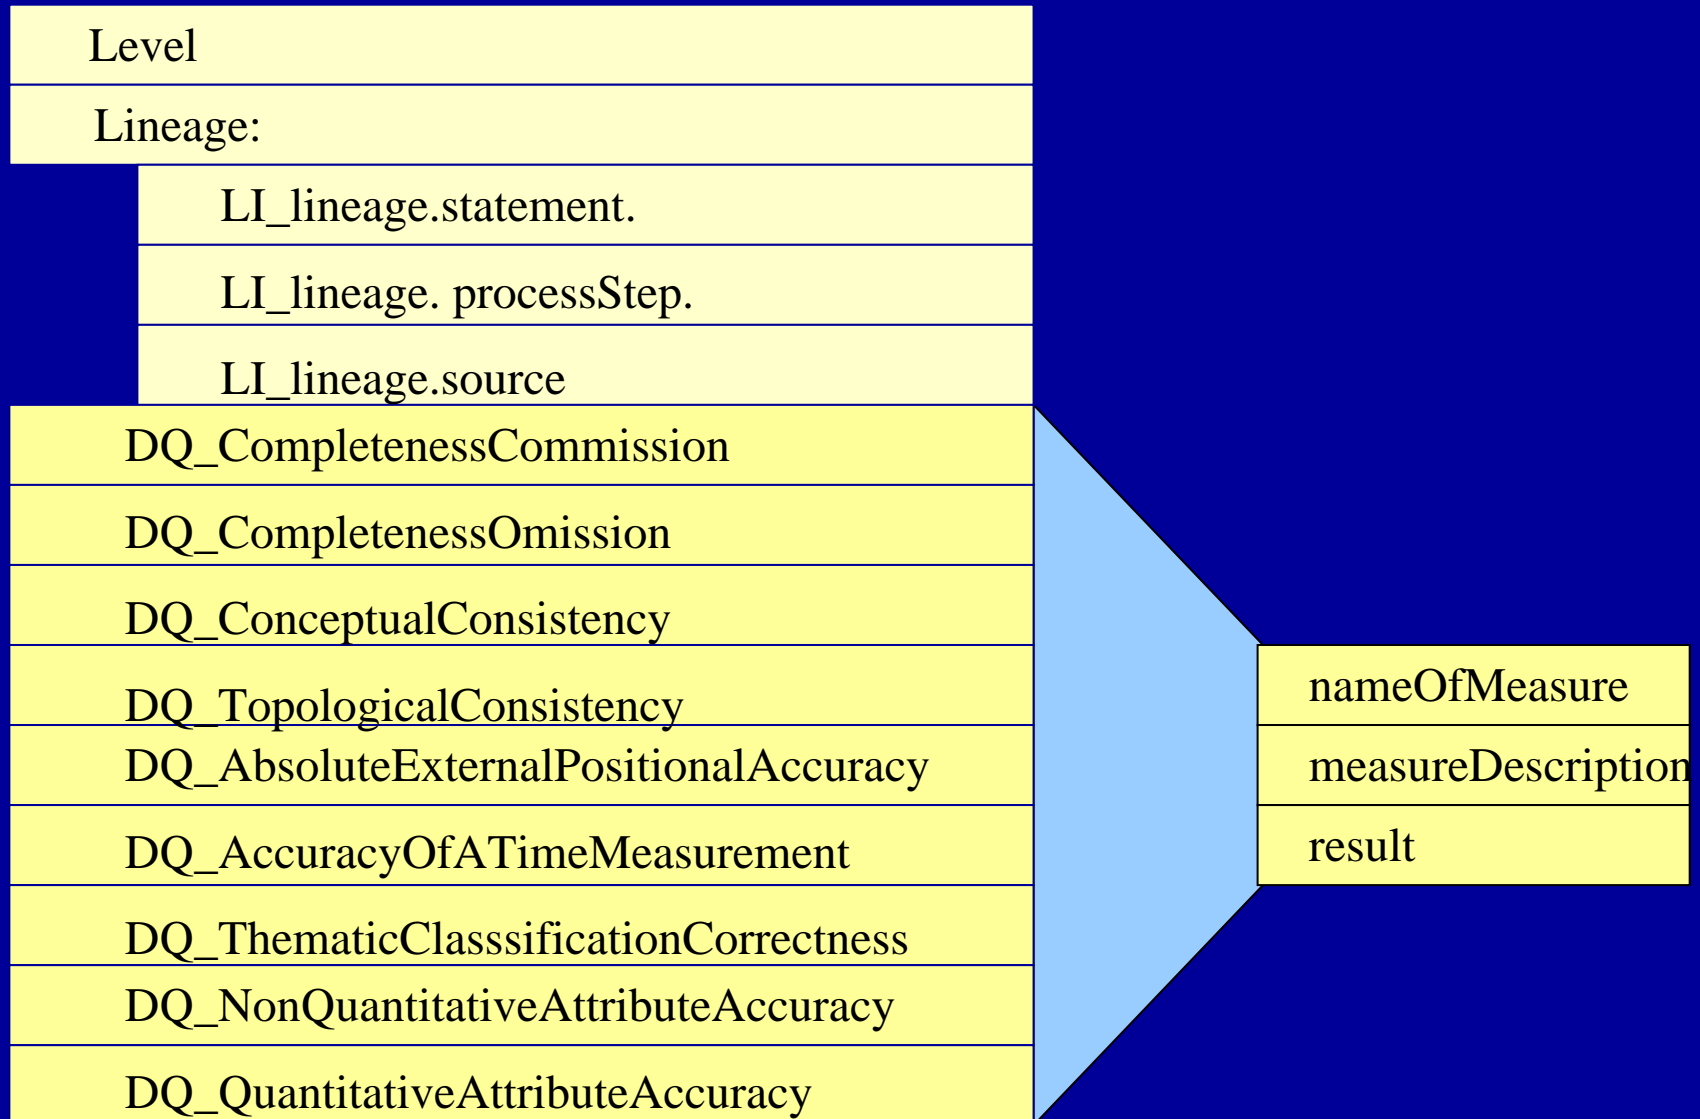 Level
Lineage:
LI_lineage.statement.
LI_lineage. processStep.
LI_lineage.source
DQ_CompletenessCommission
DQ_CompletenessOmission
DQ_ConceptualConsistency
DQ_TopologicalConsistency
DQ_AbsoluteExternalPositionalAccuracy
DQ_AccuracyOfATimeMeasurement
DQ_ThematicClasssificationCorrectness
DQ_NonQuantitativeAttributeAccuracy
DQ_QuantitativeAttributeAccuracy
nameOfMeasure
measureDescription
result